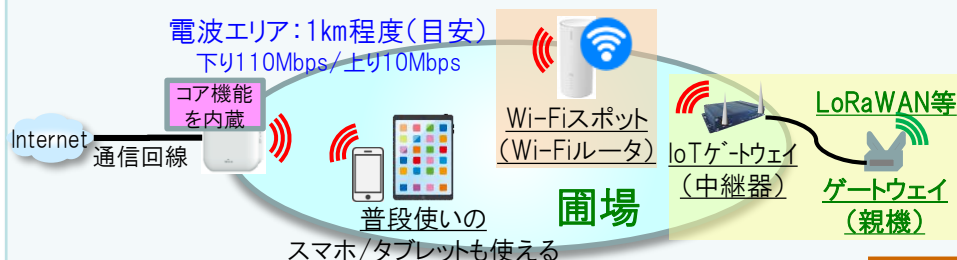 電波エリア：1km程度（目安）
下り110Mbps/上り10Mbps
コア機能
を内蔵
Internet
通信回線
普段使いの
スマホ/タブレットも使える
Wi-Fiスポット
（Wi-Fiルータ）
圃場
IoTゲートウェイ
（中継器）
LoRaWAN等
ゲートウェイ
（親機）